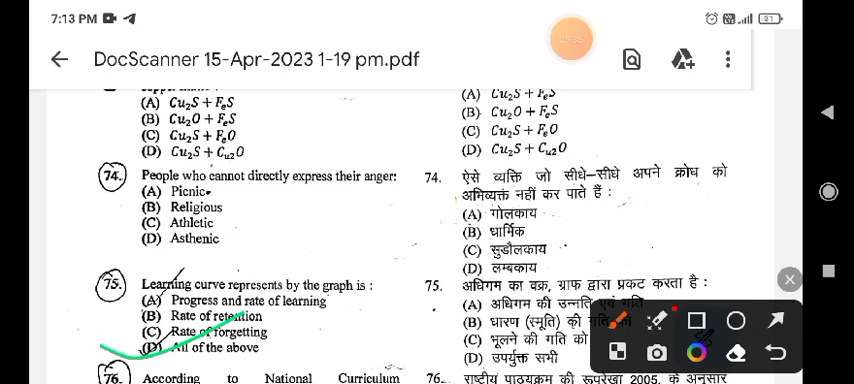 7:13 PM
31
DocScanner 15-Apr-2023 1-19 pm.pdf
(A) Cu₂S + FₑS
(B) Cu₂O + FₑS
(C) Cu₂S + FₑO
(D) Cu₂S + Cᵤ₂O
74. People who cannot directly express their anger:
(A) Picnic
(B) Religious
(C) Athletic
(D) Asthenic
75. Learning curve represents by the graph is :
(A) Progress and rate of learning
(B) Rate of retention
(C) Rate of forgetting
(D) All of the above
76. According to National Curriculum
(A) Cu₂S + FₑS
(B) Cu₂O + FₑS
(C) Cu₂S + FₑO
(D) Cu₂S + Cᵤ₂O
74. ऐसे व्यक्ति जो सीधे–सीधे अपने क्रोध को
अभिव्यक्त नहीं कर पाते हैं :
(A) गोलकाय
(B) धार्मिक
(C) सुडौलकाय
(D) लम्बकाय
75. अधिगम का वक्र, ग्राफ द्वारा प्रकट करता है :
(A) अधिगम की उन्नति एवं गति
(B) धारण (स्मृति) की गति को
(C) भूलने की गति को
(D) उपर्युक्त सभी
76. राष्ट्रीय पाठ्यक्रम की रूपरेखा 2005, के अनुसार